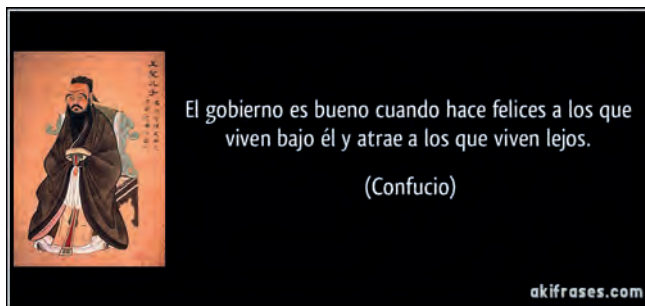 El gobierno es bueno cuando hace felices a los que
viven bajo él y atrae a los que viven lejos.
(Confucio)
akifrases.com